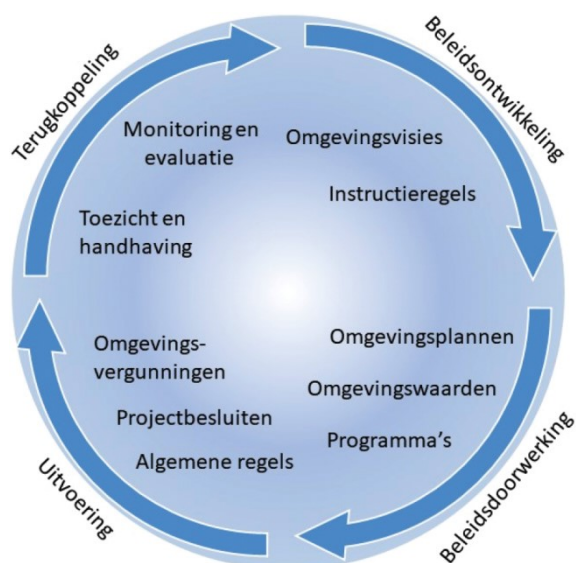 Terugkoppeling
Beleidsontwikkeling
Monitoring en
evaluatie
Omgevingsvisies
Instructieregels
Toezicht en
handhaving
Omgevingsplannen
Omgevingswaarden
Programma's
Omgevings-
vergunningen
Projectbesluiten
Algemene regels
Uitvoering
Beleidsdoorwerking